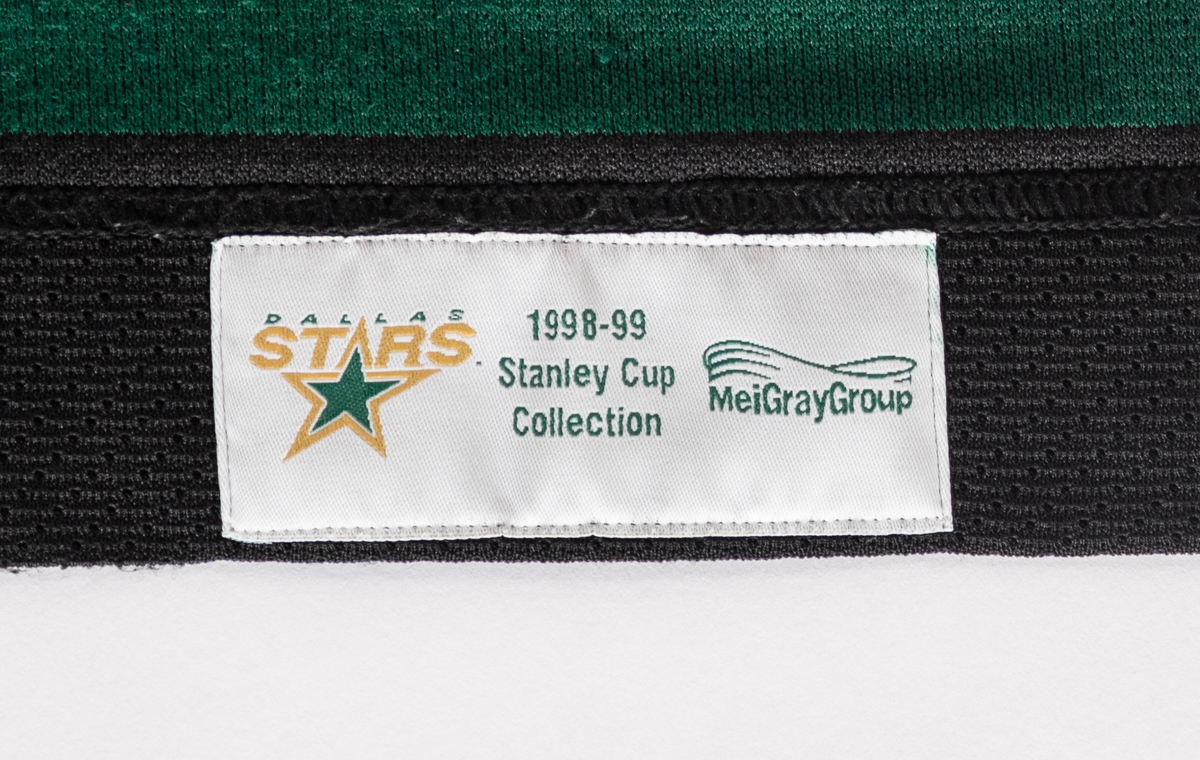 DALLAS
STARS
1998-99
Stanley Cup
Collection
MeiGrayGroup